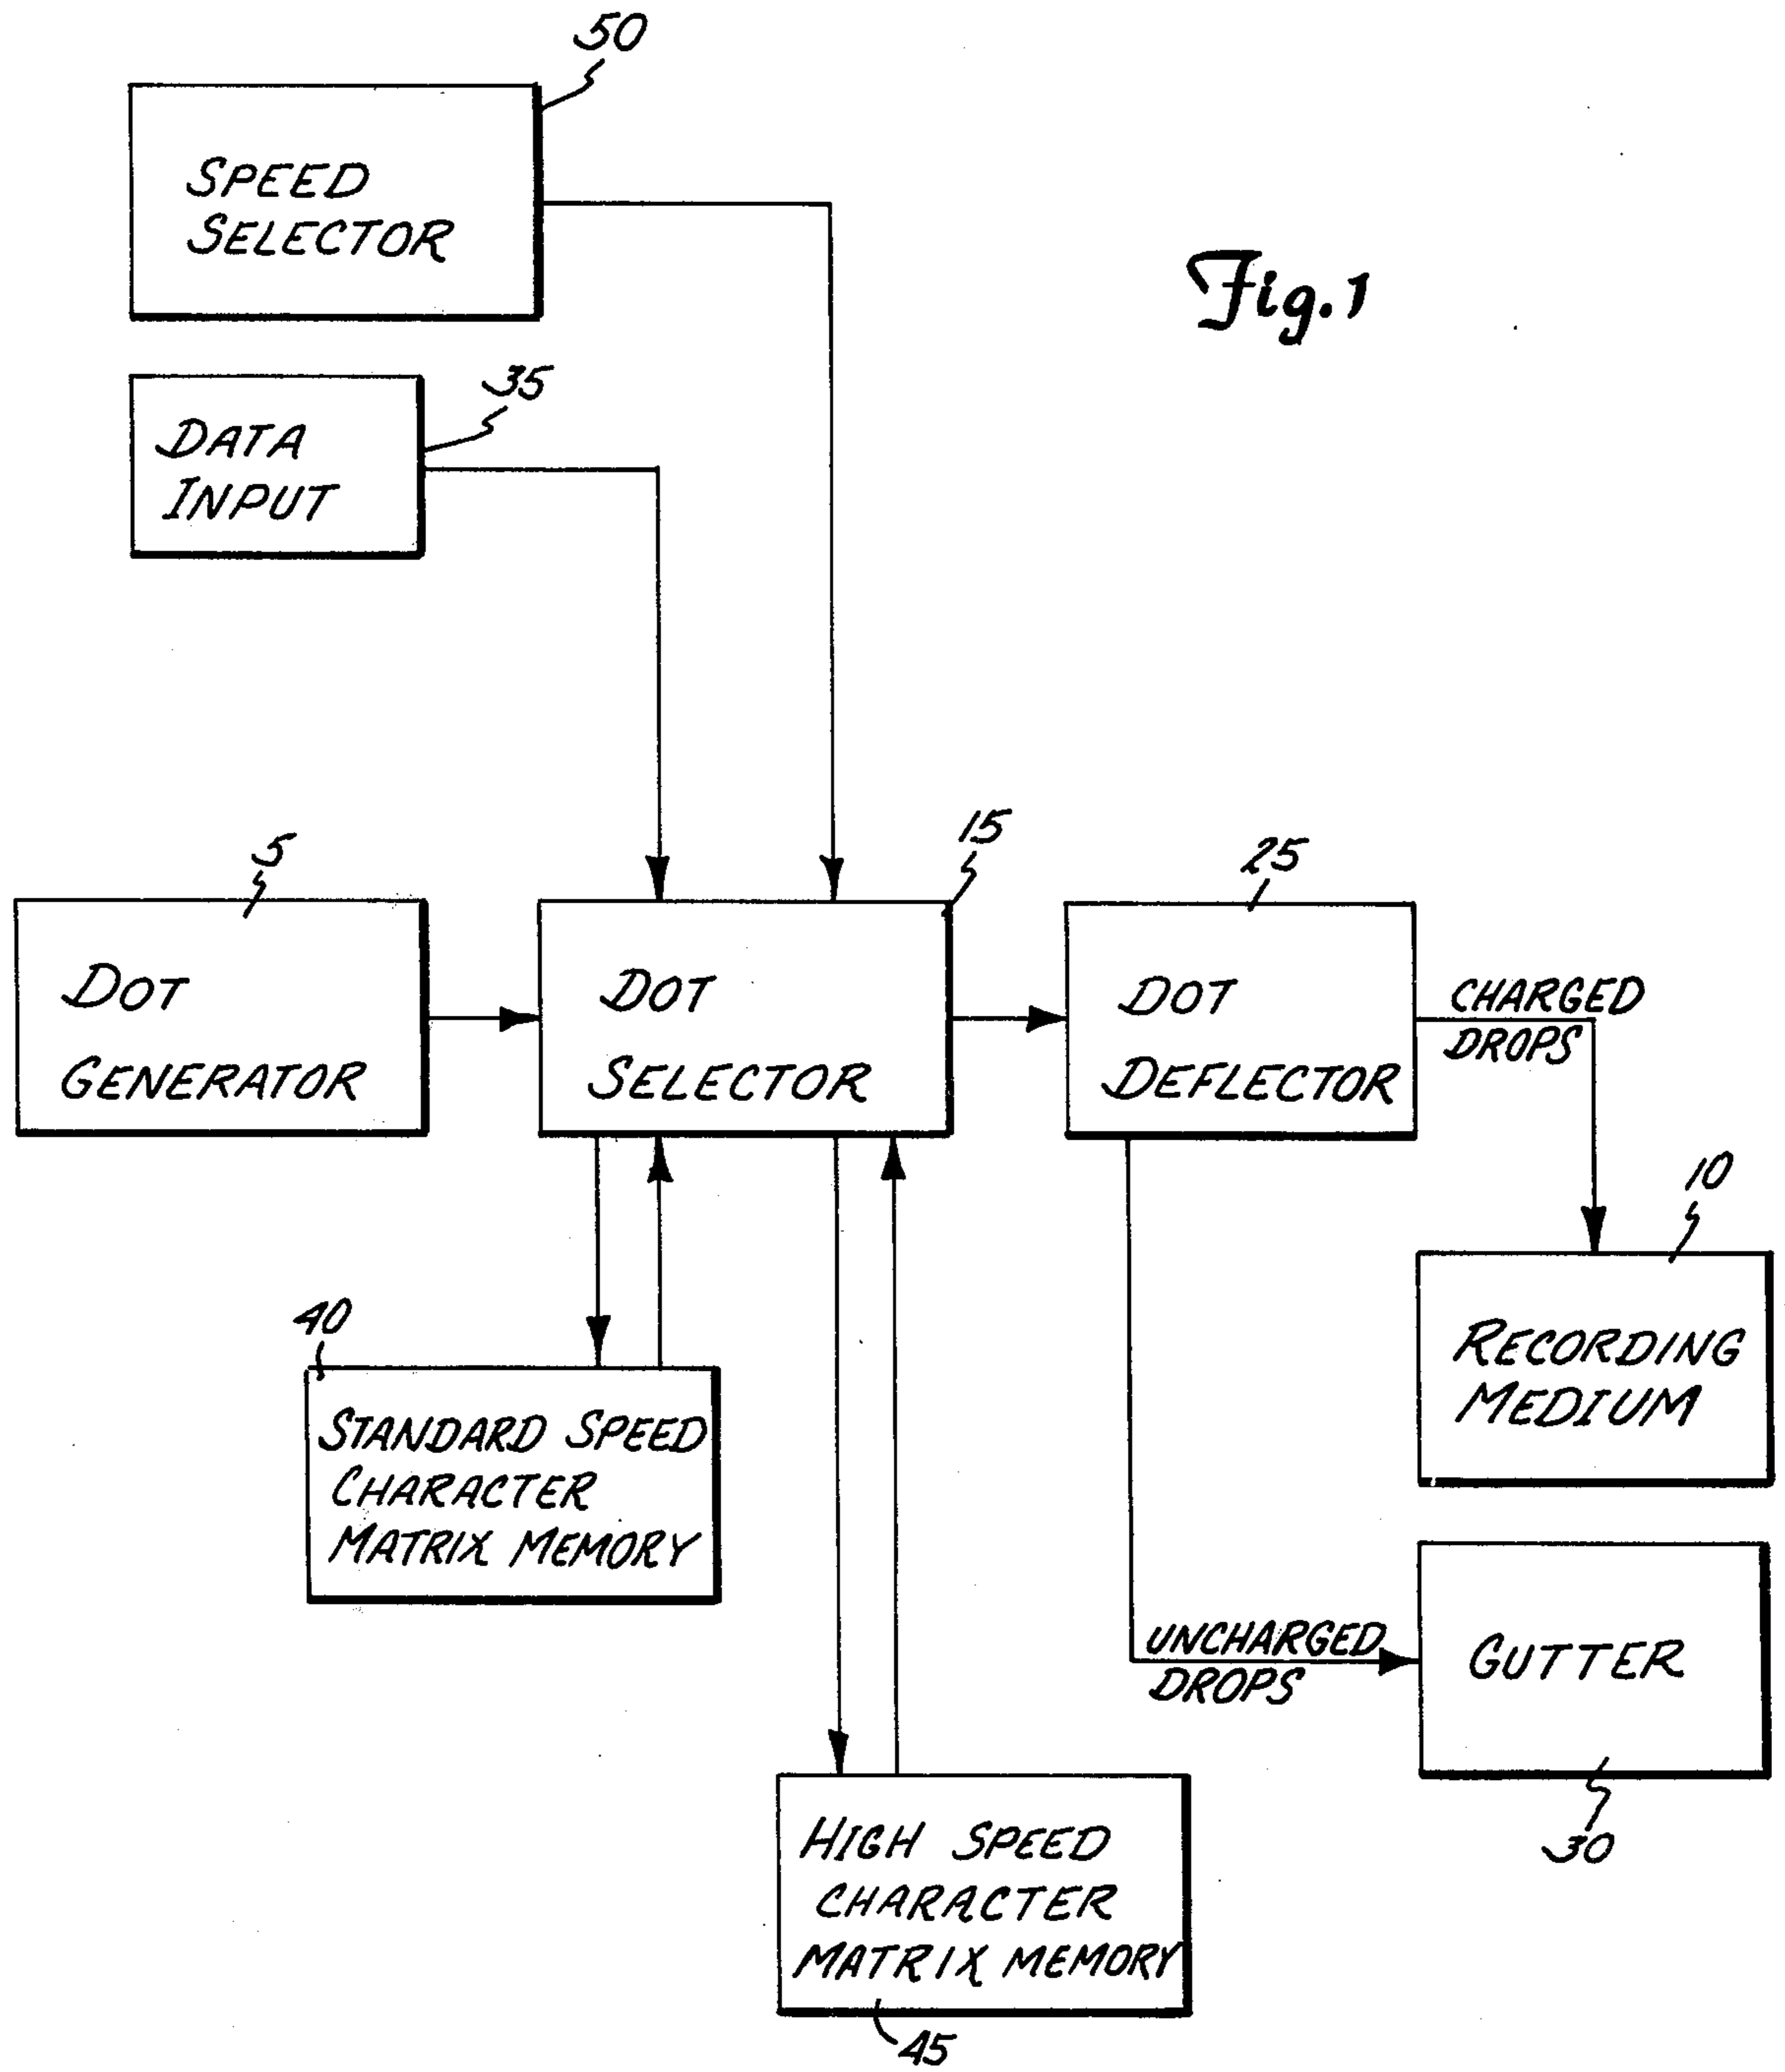 50
SPEED
SELECTOR
Fig.1
35
DATA
INPUT
5
DOT
GENERATOR
15
DOT
SELECTOR
25
DOT
DEFLECTOR
CHARGED
DROPS
10
RECORDING
MEDIUM
40
STANDARD SPEED
CHARACTER
MATRIX MEMORY
UNCHARGED
DROPS
GUTTER
30
HIGH SPEED
CHARACTER
MATRIX MEMORY
45